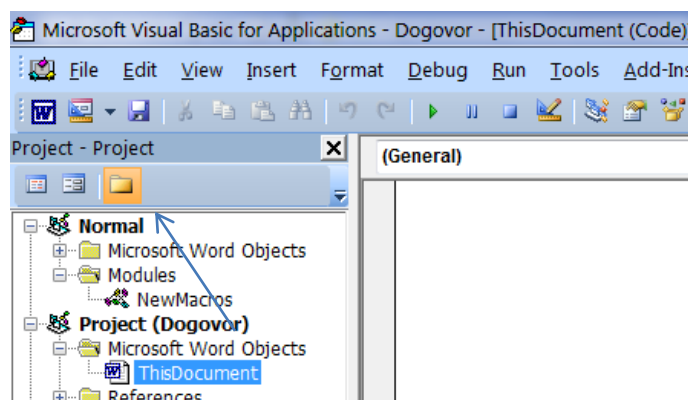 Microsoft Visual Basic for Applications - Dogovor - [ThisDocument (Code)
File Edit View Insert Format Debug Run Tools Add-Ins
Project - Project
(General)
Normal
Microsoft Word Objects
Modules
NewMacros
Project (Dogovor)
Microsoft Word Objects
ThisDocument
References